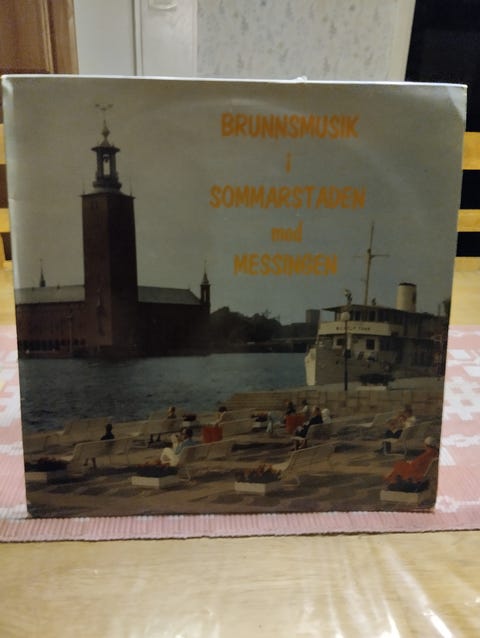 BRUNNSMUSIK
i
SOMMARSTADEN
med
MESSINGEN